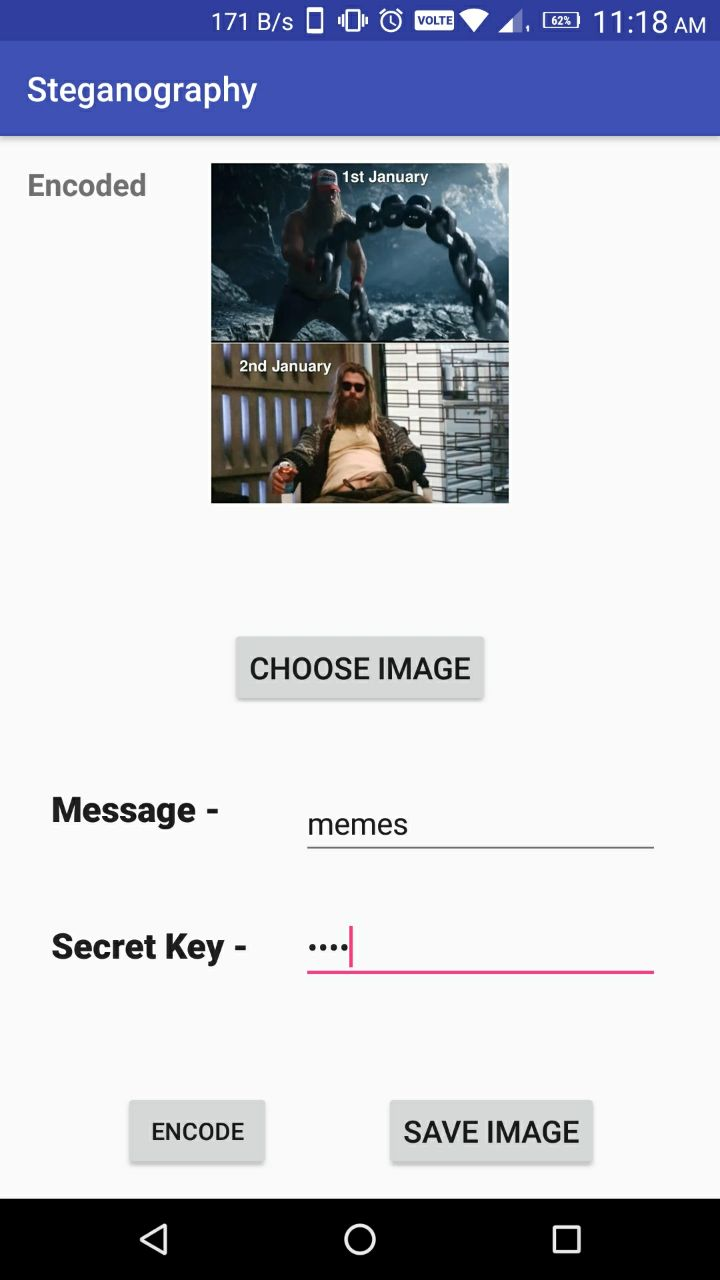 171 B/s VOLTE 62% 11:18 AM
Steganography
Encoded
1st January
2nd January
CHOOSE IMAGE
Message -
memes
Secret Key -
••••
ENCODE
SAVE IMAGE